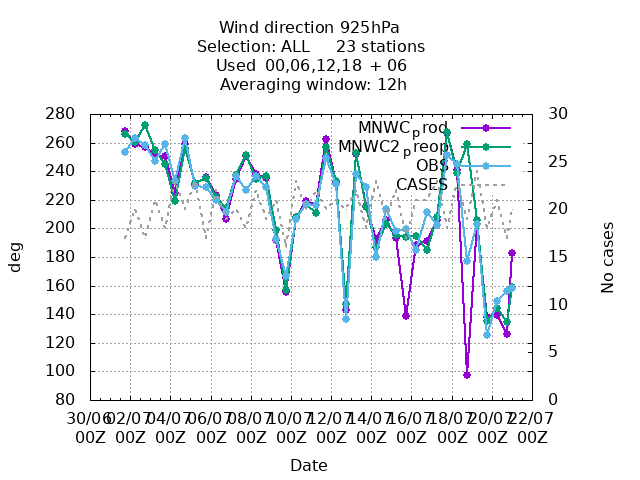 Wind direction 925hPa
Selection: ALL 23 stations
Used 00,06,12,18 + 06
Averaging window: 12h
280
260
240
220
200
180
160
140
120
100
80
deg
30
25
20
15
10
5
0
No cases
MNWC_prod
MNWC2_preop
OBS
CASES
30/06 02/07 04/07 06/07 08/07 10/07 12/07 14/07 16/07 18/07 20/07 22/07
00Z 00Z 00Z 00Z 00Z 00Z 00Z 00Z 00Z 00Z 00Z 00Z
Date